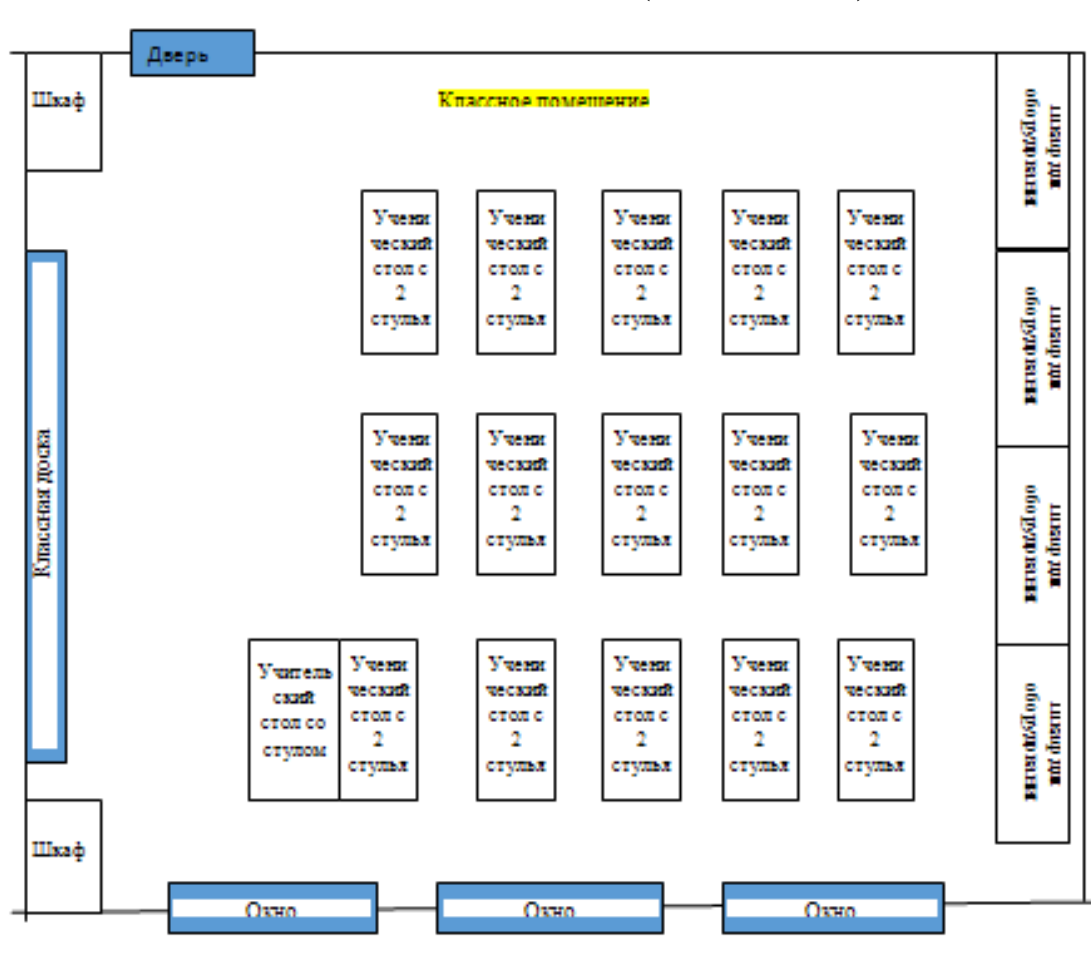 Дверь
Шкаф
Классное помещение
Учени
ческий
стол с
2
стулья
Учени
ческий
стол с
2
стулья
Учени
ческий
стол с
2
стулья
Учени
ческий
стол с
2
стулья
Учени
ческий
стол с
2
стулья
Классная доска
Учени
ческий
стол с
2
стулья
Учени
ческий
стол с
2
стулья
Учени
ческий
стол с
2
стулья
Учени
ческий
стол с
2
стулья
Учени
ческий
стол с
2
стулья
Учитель
ский
стол со
стулом
Учени
ческий
стол с
2
стулья
Учени
ческий
стол с
2
стулья
Учени
ческий
стол с
2
стулья
Учени
ческий
стол с
2
стулья
Учени
ческий
стол с
2
стулья
Шкаф
Окно
Окно
Окно